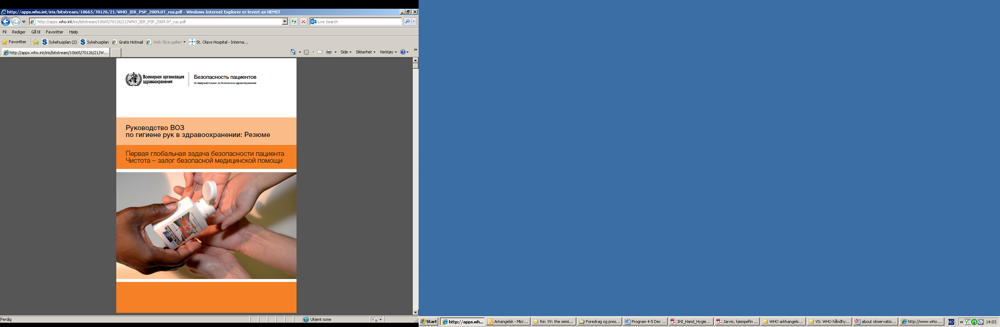 http://apps.who.int/iris/bitstream/10665/70126/21/WHO_IER_PSP_2009.07_rus.pdf - Windows Internet Explorer er levert av HEMIT
http://apps.who.int/iris/bitstream/10665/70126/21/WHO_IER_PSP_2009.07_rus.pdf
Live Search
Fil Rediger Gå til Favoritter Hjelp
Favoritter Sykehusplan (2) Sykehusplan Gratis Hotmail Web Slice-galleri St. Olavs Hospital - Interna...
http://apps.who.int/iris/bitstream/10665/70126/21/W... Side Sikkerhet Verktøy »
Всемирная организация
здравоохранения
Безопасность пациентов
Всемирный Альянс за безопасное здравоохранение
Руководство ВОЗ
по гигиене рук в здравоохранении: Резюме
Первая глобальная задача безопасности пациента
Чистота – залог безопасной медицинской помощи
Ferdig Ukjent sone
Start http://apps.wh... Arkangelsk - Micr... Re: SV: the semi... Foredrag og pres... Program 4-5 Dec ... IHI_Hand_Hygie... Jarvis, kjempefin ... WHO arkhangels... VS: WHO håndhy... about observatio... http://www.who.... NO « 14:03